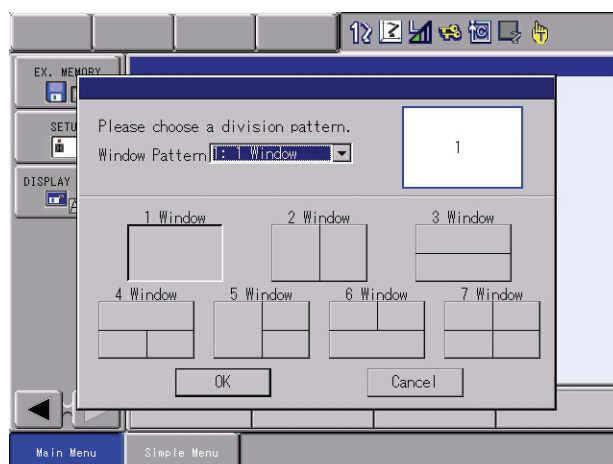 EX. MEMORY
SETU
DISPLAY
Please choose a division pattern.
Window Pattern 1: 1 Window
1
1 Window
2 Window
3 Window
4 Window
5 Window
6 Window
7 Window
OK
Cancel
Main Menu
Simple Menu